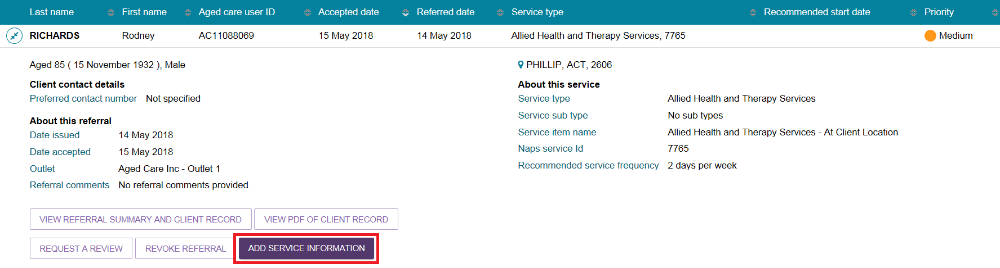 Last name First name Aged care user ID Accepted date Referred date Service type Recommended start date Priority
RICHARDS Rodney AC11088069 15 May 2018 14 May 2018 Allied Health and Therapy Services, 7765 Medium
Aged 85 ( 15 November 1932 ), Male
Client contact details
Preferred contact number Not specified
About this referral
Date issued 14 May 2018
Date accepted 15 May 2018
Outlet Aged Care Inc - Outlet 1
Referral comments No referral comments provided
PHILLIP, ACT, 2606
About this service
Service type Allied Health and Therapy Services
Service sub type No sub types
Service item name Allied Health and Therapy Services - At Client Location
Naps service Id 7765
Recommended service frequency 2 days per week
VIEW REFERRAL SUMMARY AND CLIENT RECORD VIEW PDF OF CLIENT RECORD
REQUEST A REVIEW REVOKE REFERRAL ADD SERVICE INFORMATION